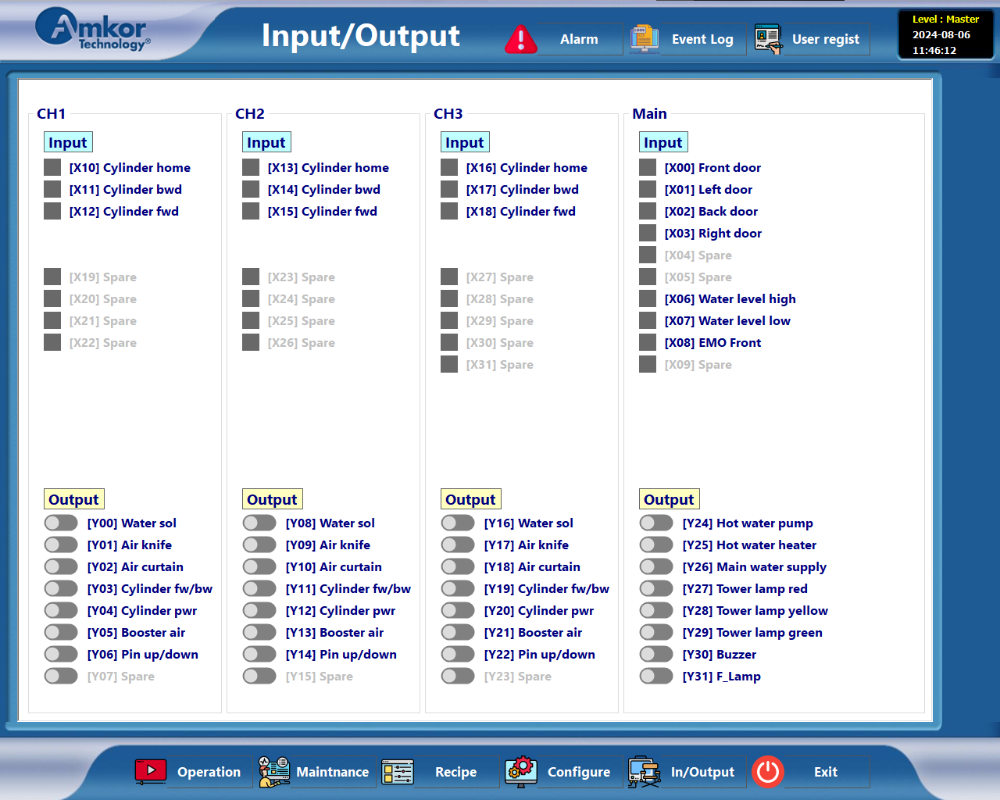 Amkor
Technology®
Input/Output
Alarm
LOGS
Event Log
User regist
Level : Master
2024-08-06
11:46:12
CH1
Input
[X10] Cylinder home
[X11] Cylinder bwd
[X12] Cylinder fwd
[X19] Spare
[X20] Spare
[X21] Spare
[X22] Spare
Output
[Y00] Water sol
[Y01] Air knife
[Y02] Air curtain
[Y03] Cylinder fw/bw
[Y04] Cylinder pwr
[Y05] Booster air
[Y06] Pin up/down
[Y07] Spare
CH2
Input
[X13] Cylinder home
[X14] Cylinder bwd
[X15] Cylinder fwd
[X23] Spare
[X24] Spare
[X25] Spare
[X26] Spare
Output
[Y08] Water sol
[Y09] Air knife
[Y10] Air curtain
[Y11] Cylinder fw/bw
[Y12] Cylinder pwr
[Y13] Booster air
[Y14] Pin up/down
[Y15] Spare
CH3
Input
[X16] Cylinder home
[X17] Cylinder bwd
[X18] Cylinder fwd
[X27] Spare
[X28] Spare
[X29] Spare
[X30] Spare
[X31] Spare
Output
[Y16] Water sol
[Y17] Air knife
[Y18] Air curtain
[Y19] Cylinder fw/bw
[Y20] Cylinder pwr
[Y21] Booster air
[Y22] Pin up/down
[Y23] Spare
Main
Input
[X00] Front door
[X01] Left door
[X02] Back door
[X03] Right door
[X04] Spare
[X05] Spare
[X06] Water level high
[X07] Water level low
[X08] EMO Front
[X09] Spare
Output
[Y24] Hot water pump
[Y25] Hot water heater
[Y26] Main water supply
[Y27] Tower lamp red
[Y28] Tower lamp yellow
[Y29] Tower lamp green
[Y30] Buzzer
[Y31] F_Lamp
Operation
Maintnance
Recipe
Configure
In/Output
Exit